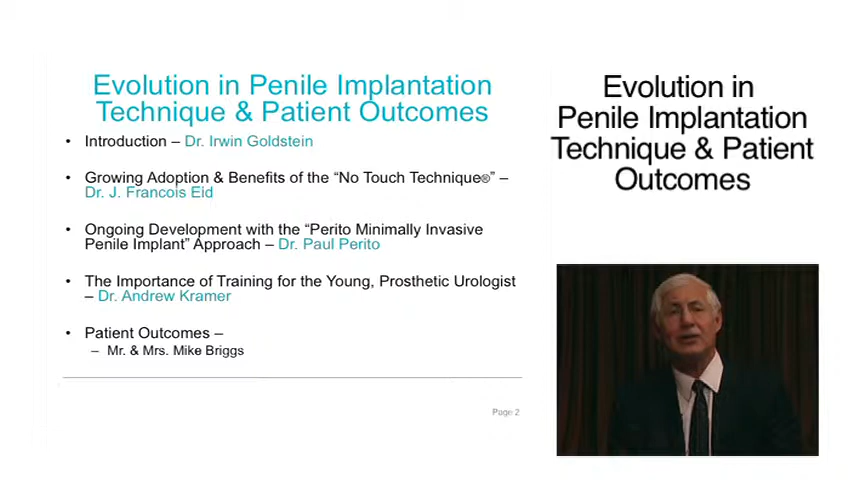 Evolution in Penile Implantation
Technique & Patient Outcomes
• Introduction – Dr. Irwin Goldstein
• Growing Adoption & Benefits of the “No Touch Technique®” –
Dr. J. Francois Eid
• Ongoing Development with the “Perito Minimally Invasive
Penile Implant” Approach – Dr. Paul Perito
• The Importance of Training for the Young, Prosthetic Urologist
– Dr. Andrew Kramer
• Patient Outcomes –
– Mr. & Mrs. Mike Briggs
Page 2
Evolution in
Penile Implantation
Technique & Patient
Outcomes